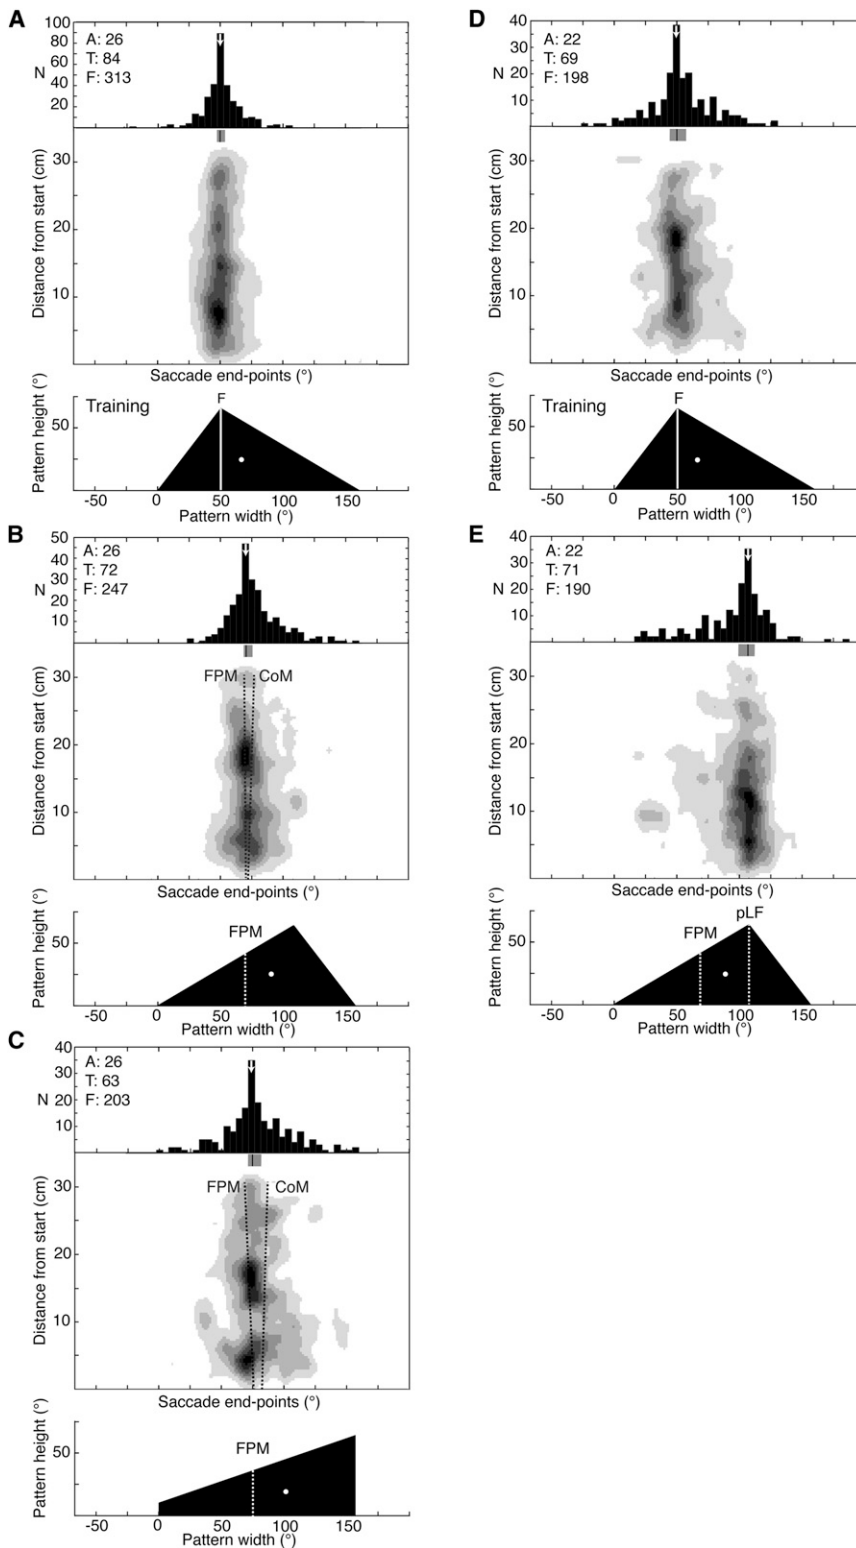 A
100
80
60
40
20
N
A: 26
T: 84
F: 313
30
20
10
Distance from start (cm)
Saccade end-points (°)
Training
F
50
Pattern height (°)
-50 0 50 100 150
Pattern width (°)
B
50
40
30
20
10
N
A: 26
T: 72
F: 247
FPM CoM
30
20
10
Distance from start (cm)
Saccade end-points (°)
FPM
50
Pattern height (°)
-50 0 50 100 150
Pattern width (°)
C
40
30
20
10
N
A: 26
T: 63
F: 203
FPM CoM
30
20
10
Distance from start (cm)
Saccade end-points (°)
FPM
50
Pattern height (°)
-50 0 50 100 150
Pattern width (°)
D
40
30
20
10
N
A: 22
T: 69
F: 198
30
20
10
Distance from start (cm)
Saccade end-points (°)
Training
F
50
Pattern height (°)
-50 0 50 100 150
Pattern width (°)
E
40
30
20
10
N
A: 22
T: 71
F: 190
30
20
10
Distance from start (cm)
Saccade end-points (°)
pLF
FPM
50
Pattern height (°)
-50 0 50 100 150
Pattern width (°)